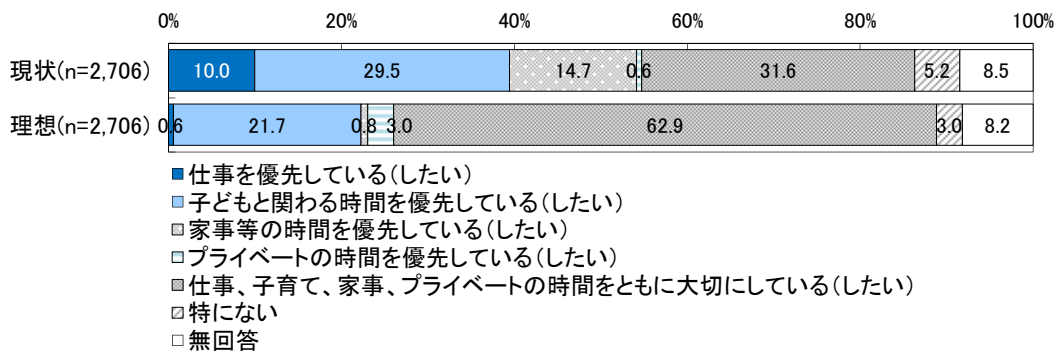 0% 20% 40% 60% 80% 100%
現状(n=2,706) 10.0 29.5 14.7 0.6 31.6 5.2 8.5
理想(n=2,706) 0.6 21.7 0.8 3.0 62.9 3.0 8.2
仕事を優先している(したい)
子どもと関わる時間を優先している(したい)
家事等の時間を優先している(したい)
プライベートの時間を優先している(したい)
仕事、子育て、家事、プライベートの時間をともに大切にしている(したい)
特にない
無回答